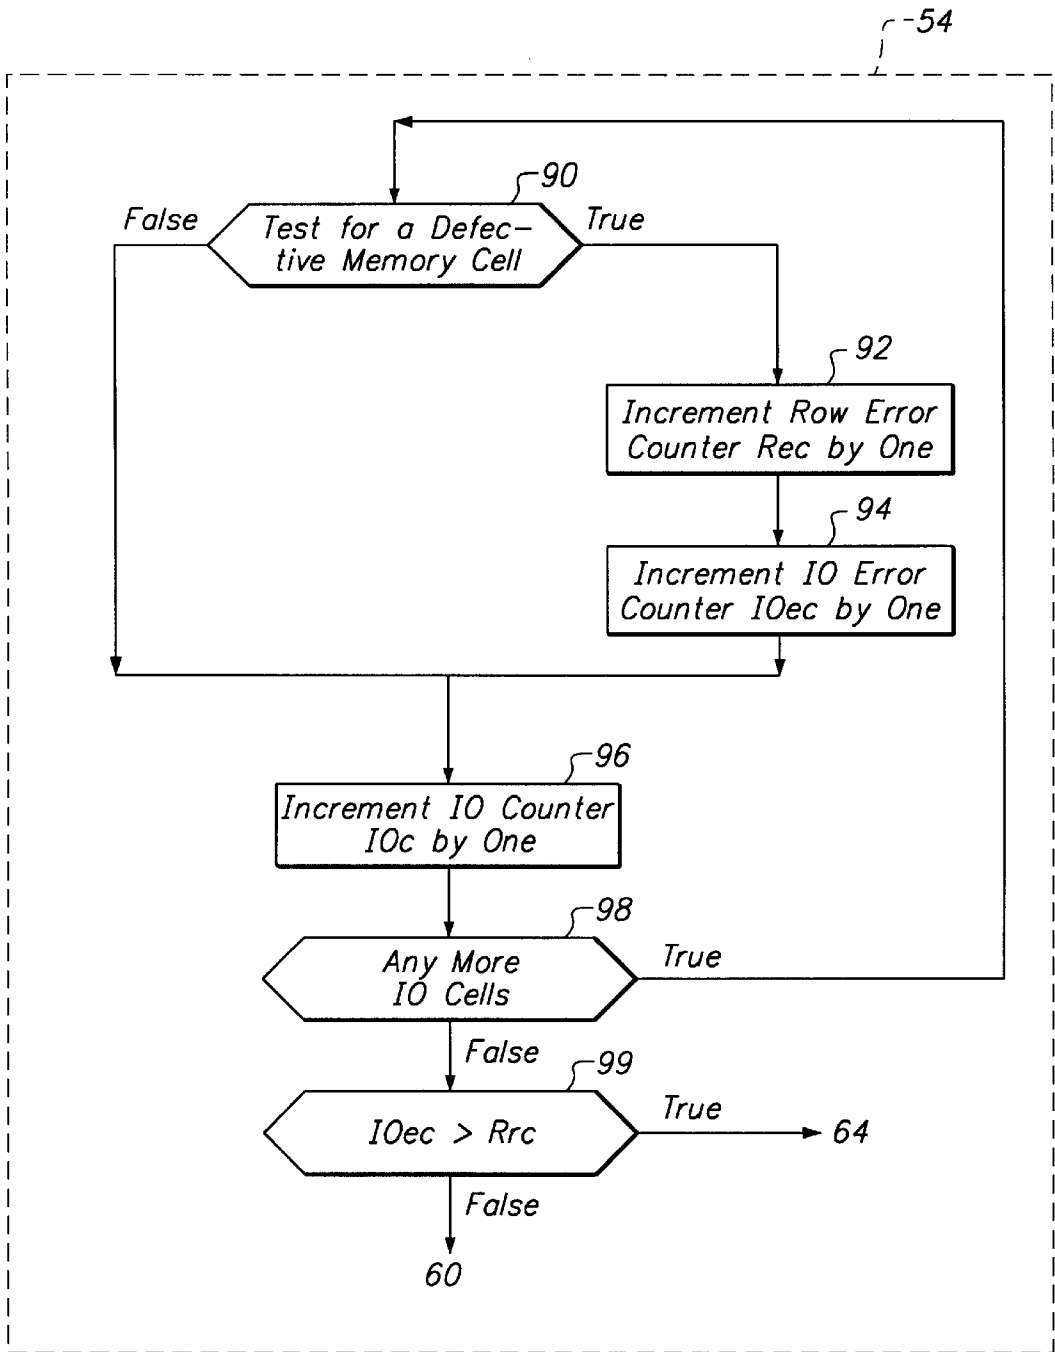 54
90
False
True
Test for a Defec-
tive Memory Cell
92
Increment Row Error
Counter Rec by One
94
Increment IO Error
Counter IOec by One
96
Increment IO Counter
IOc by One
98
Any More
IO Cells
True
False
99
IOec > Rrc
True
64
False
60